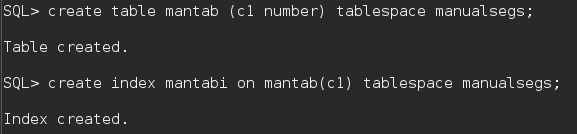 SQL> create table mantab (c1 number) tablespace manualsegs;
Table created.
SQL> create index mantabi on mantab(c1) tablespace manualsegs;
Index created.